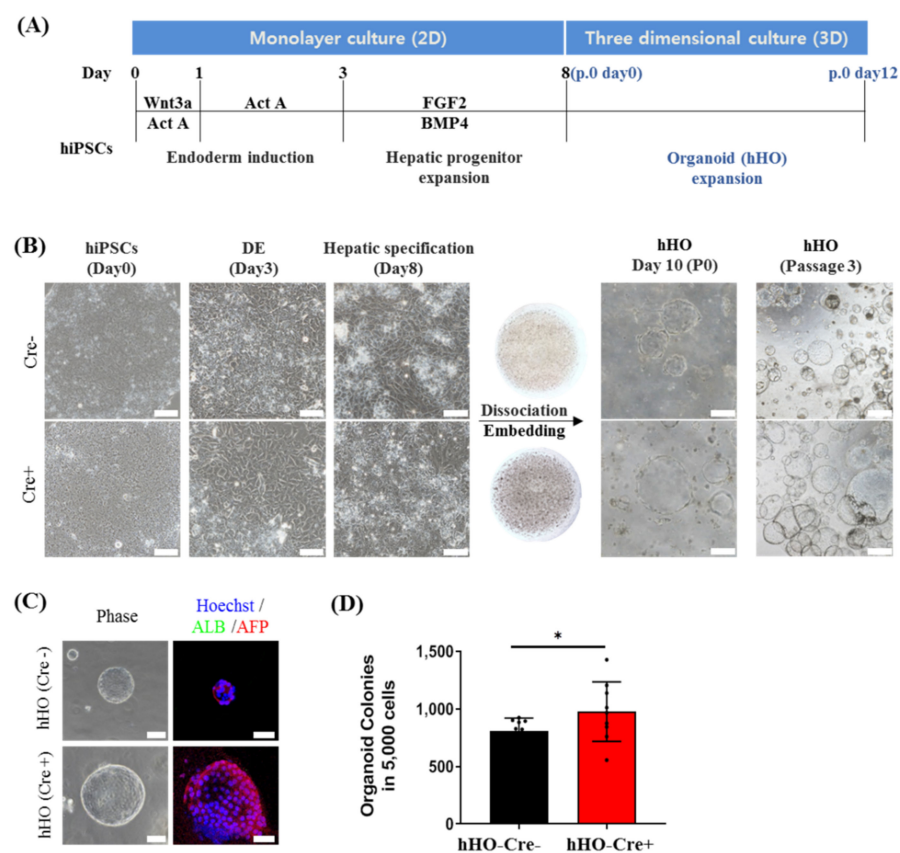 (A)
Monolayer culture (2D) Three dimensional culture (3D)
Day 0 1 3 8(p.0 day0) p.0 day12
Wnt3a Act A FGF2
Act A BMP4
hiPSCs
Endoderm induction Hepatic progenitor Organoid (hHO)
expansion expansion
(B)
hiPSCs DE Hepatic specification hHO hHO
(Day0) (Day3) (Day8) Day 10 (P0) (Passage 3)
Cre-
Dissociation
Embedding
Cre+
(C)
Phase Hoechst /
ALB /AFP
hHO (Cre-)
hHO (Cre+)
(D)
*
Organoid Colonies
in 5,000 cells
1,500
1,000
500
0
hHO-Cre- hHO-Cre+